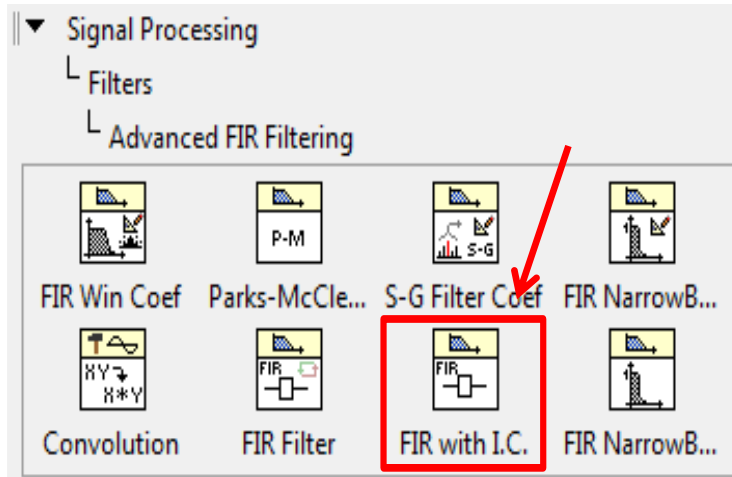 Signal Processing
Filters
Advanced FIR Filtering
P-M
S-G
FIR Win Coef Parks-McCle... S-G Filter Coef FIR NarrowB...
XY
X*Y
FIR
FIR
Convolution FIR Filter FIR with I.C. FIR NarrowB...